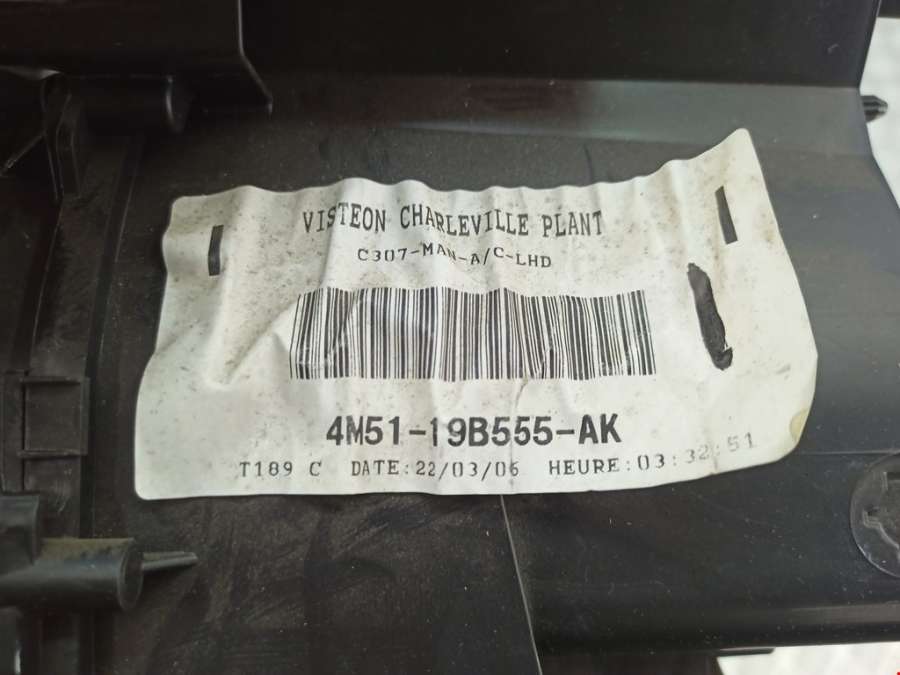 VISTEON CHARLEVILLE PLANT
C307-MAN-A/C-LHD
4M51-19B555-AK
T189 C DATE:22/03/06 HEURE:03:32:51